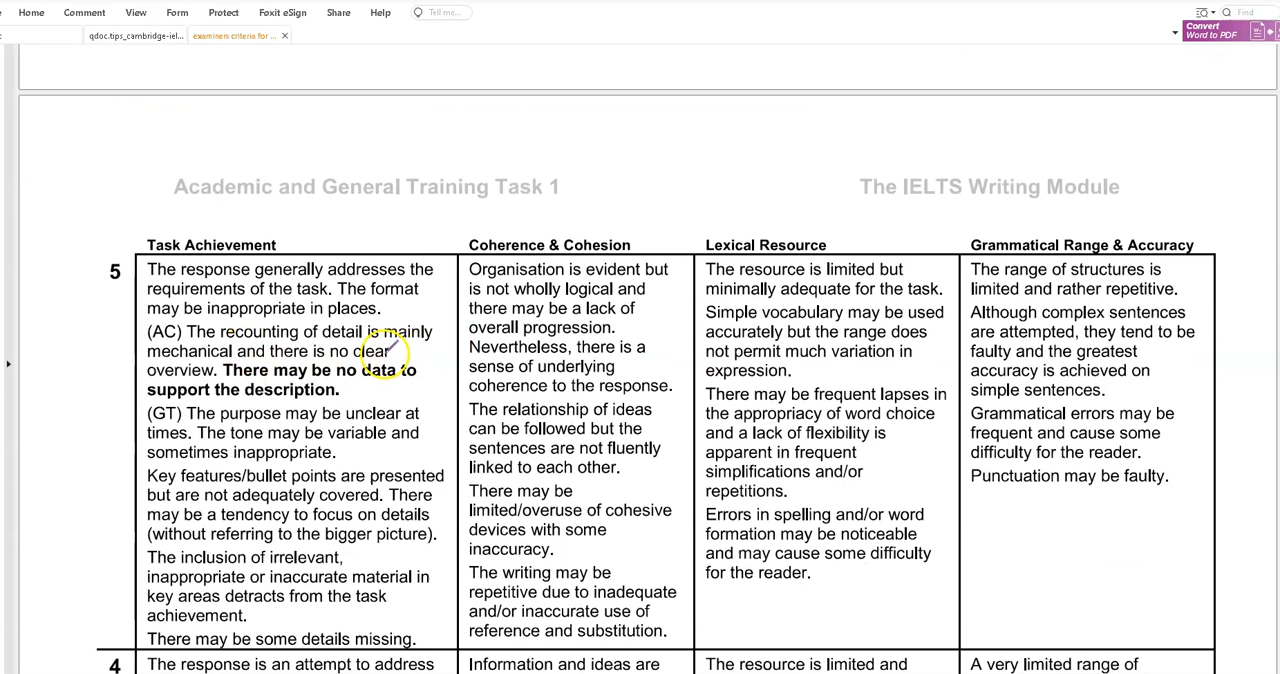 Home Comment View Form Protect Foxit eSign Share Help Tell me... Find
qdoc.tips_cambridge-iel... examiners criteria for ...
Convert
Word to PDF
Academic and General Training Task 1
The IELTS Writing Module
Task Achievement
Coherence & Cohesion
Lexical Resource
Grammatical Range & Accuracy
5
The response generally addresses the
requirements of the task. The format
may be inappropriate in places.
(AC) The recounting of detail is mainly
mechanical and there is no clear
overview. There may be no data to
support the description.
(GT) The purpose may be unclear at
times. The tone may be variable and
sometimes inappropriate.
Key features/bullet points are presented
but are not adequately covered. There
may be a tendency to focus on details
(without referring to the bigger picture).
The inclusion of irrelevant,
inappropriate or inaccurate material in
key areas detracts from the task
achievement.
There may be some details missing.
Organisation is evident but
is not wholly logical and
there may be a lack of
overall progression.
Nevertheless, there is a
sense of underlying
coherence to the response.
The relationship of ideas
can be followed but the
sentences are not fluently
linked to each other.
There may be
limited/overuse of cohesive
devices with some
inaccuracy.
The writing may be
repetitive due to inadequate
and/or inaccurate use of
reference and substitution.
The resource is limited but
minimally adequate for the task.
Simple vocabulary may be used
accurately but the range does
not permit much variation in
expression.
There may be frequent lapses in
the appropriacy of word choice
and a lack of flexibility is
apparent in frequent
simplifications and/or
repetitions.
Errors in spelling and/or word
formation may be noticeable
and may cause some difficulty
for the reader.
The range of structures is
limited and rather repetitive.
Although complex sentences
are attempted, they tend to be
faulty and the greatest
accuracy is achieved on
simple sentences.
Grammatical errors may be
frequent and cause some
difficulty for the reader.
Punctuation may be faulty.
4
The response is an attempt to address
Information and ideas are
The resource is limited and
A very limited range of